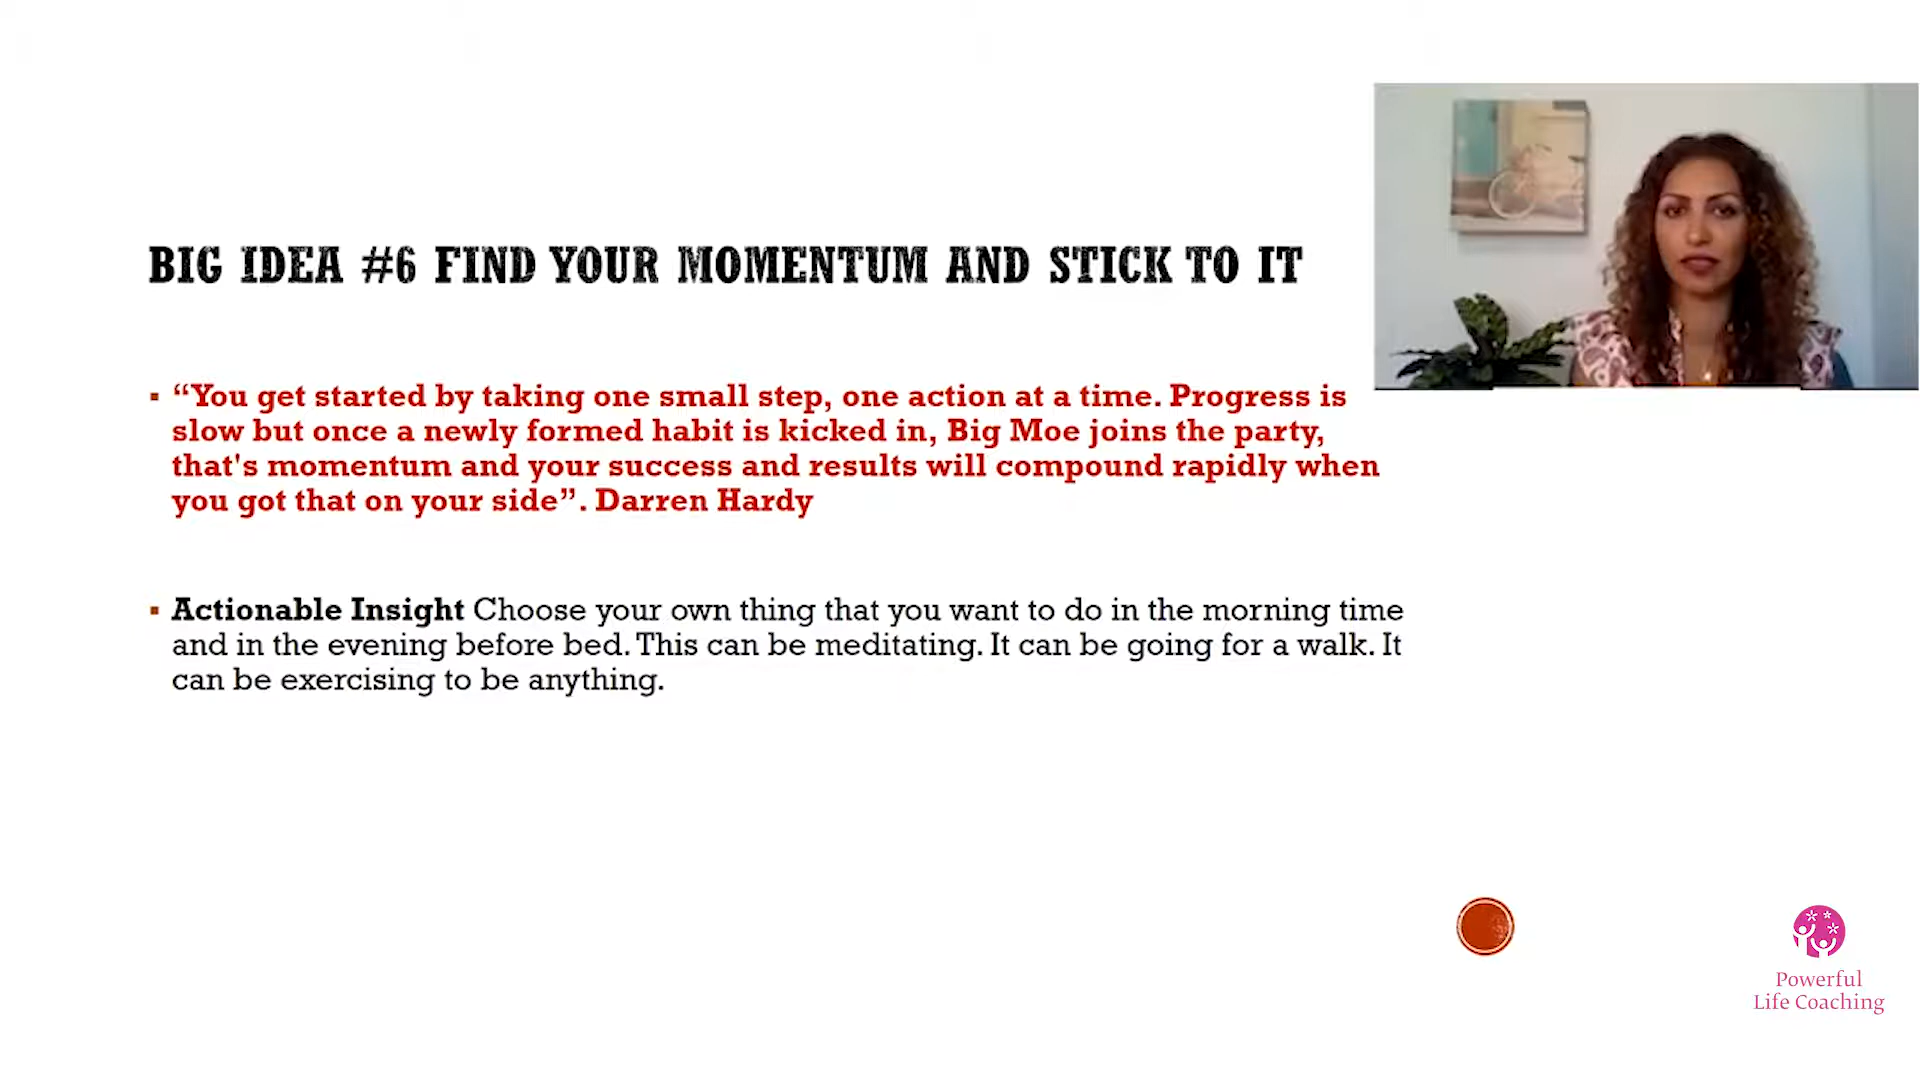 BIG IDEA #6 FIND YOUR MOMENTUM AND STICK TO IT
“You get started by taking one small step, one action at a time. Progress is
slow but once a newly formed habit is kicked in, Big Moe joins the party,
that's momentum and your success and results will compound rapidly when
you got that on your side”. Darren Hardy
Actionable Insight Choose your own thing that you want to do in the morning time
and in the evening before bed. This can be meditating. It can be going for a walk. It
can be exercising to be anything.
Powerful
Life Coaching